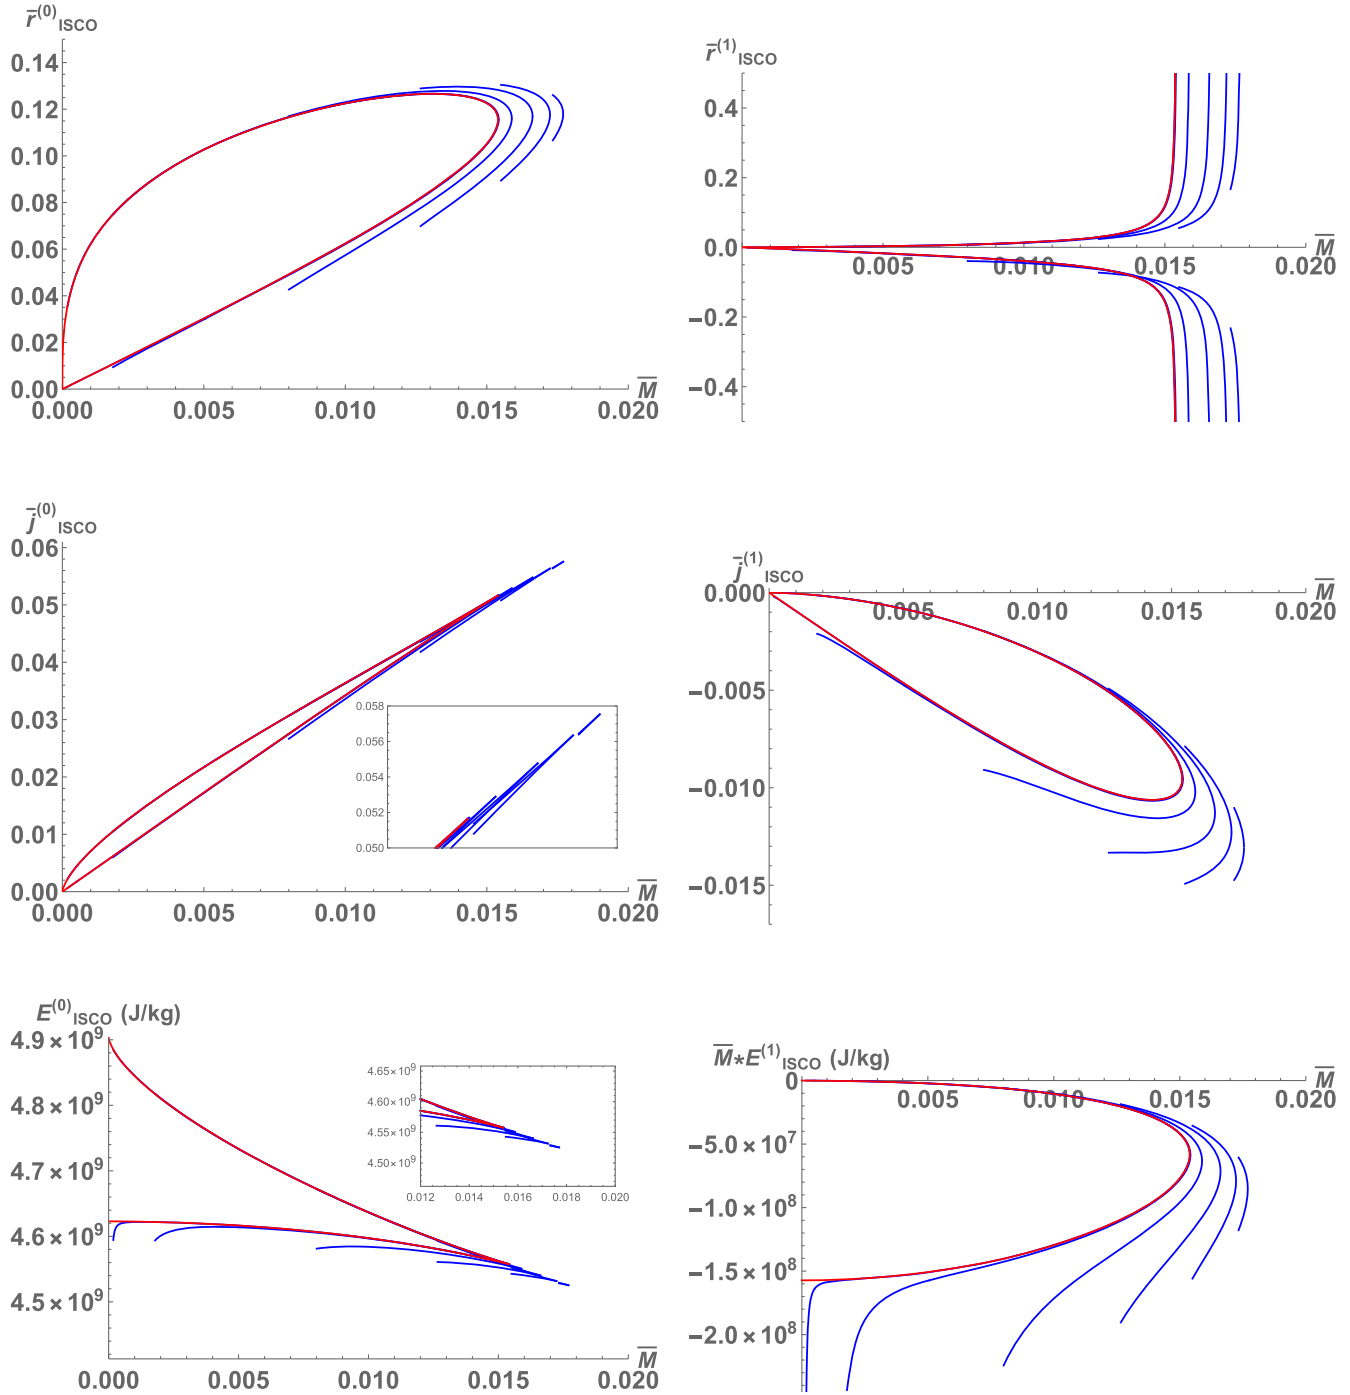 r̅⁽⁰⁾ISCO
0.14
0.12
0.10
0.08
0.06
0.04
0.02
0.00
0.000 0.005 0.010 0.015 0.020
M̅
r̅⁽¹⁾ISCO
0.4
0.2
0.0
−0.2
−0.4
0.005 0.010 0.015 0.020
M̅
j̅⁽⁰⁾ISCO
0.06
0.05
0.04
0.03
0.02
0.01
0.00
0.000 0.005 0.010 0.015 0.020
M̅
0.058
0.056
0.054
0.052
0.050
j̅⁽¹⁾ISCO
0.000
−0.005
−0.010
−0.015
0.005 0.010 0.015 0.020
M̅
E⁽⁰⁾ISCO (J/kg)
4.9×10⁹
4.8×10⁹
4.7×10⁹
4.6×10⁹
4.5×10⁹
0.000 0.005 0.010 0.015 0.020
M̅
4.65×10⁹
4.60×10⁹
4.55×10⁹
4.50×10⁹
0.012 0.014 0.016 0.018 0.020
M̅*E⁽¹⁾ISCO (J/kg)
0
−5.0×10⁷
−1.0×10⁸
−1.5×10⁸
−2.0×10⁸
0.005 0.010 0.015 0.020
M̅